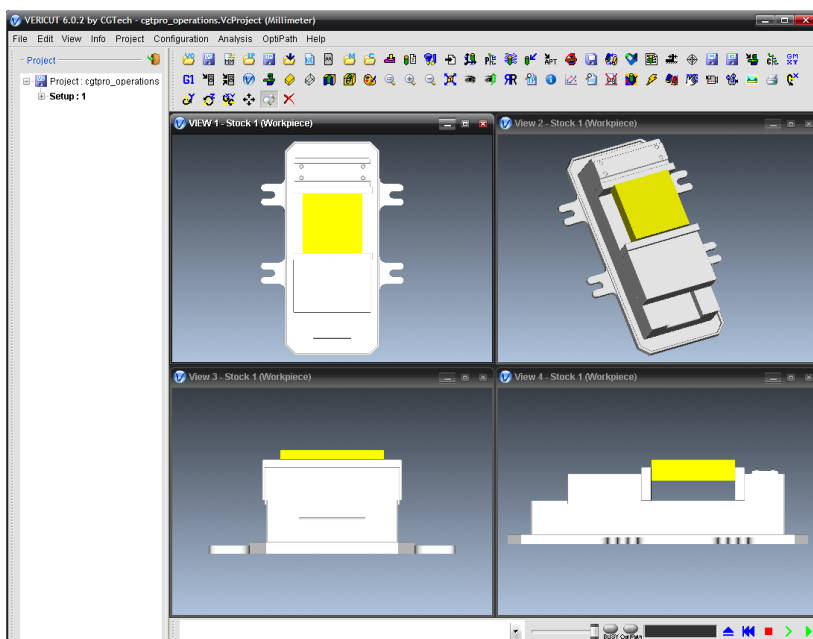 VERICUT 6.0.2 by CGTech - cgtpro_operations.VcProject (Millimeter)
File Edit View Info Project Configuration Analysis OptiPath Help
Project
Project : cgtpro_operations
Setup : 1
VIEW 1 - Stock 1 (Workpiece)
View 2 - Stock 1 (Workpiece)
View 3 - Stock 1 (Workpiece)
View 4 - Stock 1 (Workpiece)
BUSY OptiPath